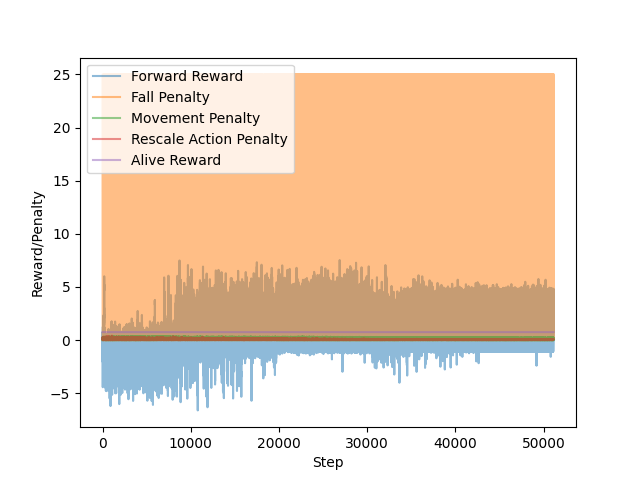 Forward Reward
Fall Penalty
Movement Penalty
Rescale Action Penalty
Alive Reward
25
20
15
10
5
0
−5
Reward/Penalty
0 10000 20000 30000 40000 50000
Step